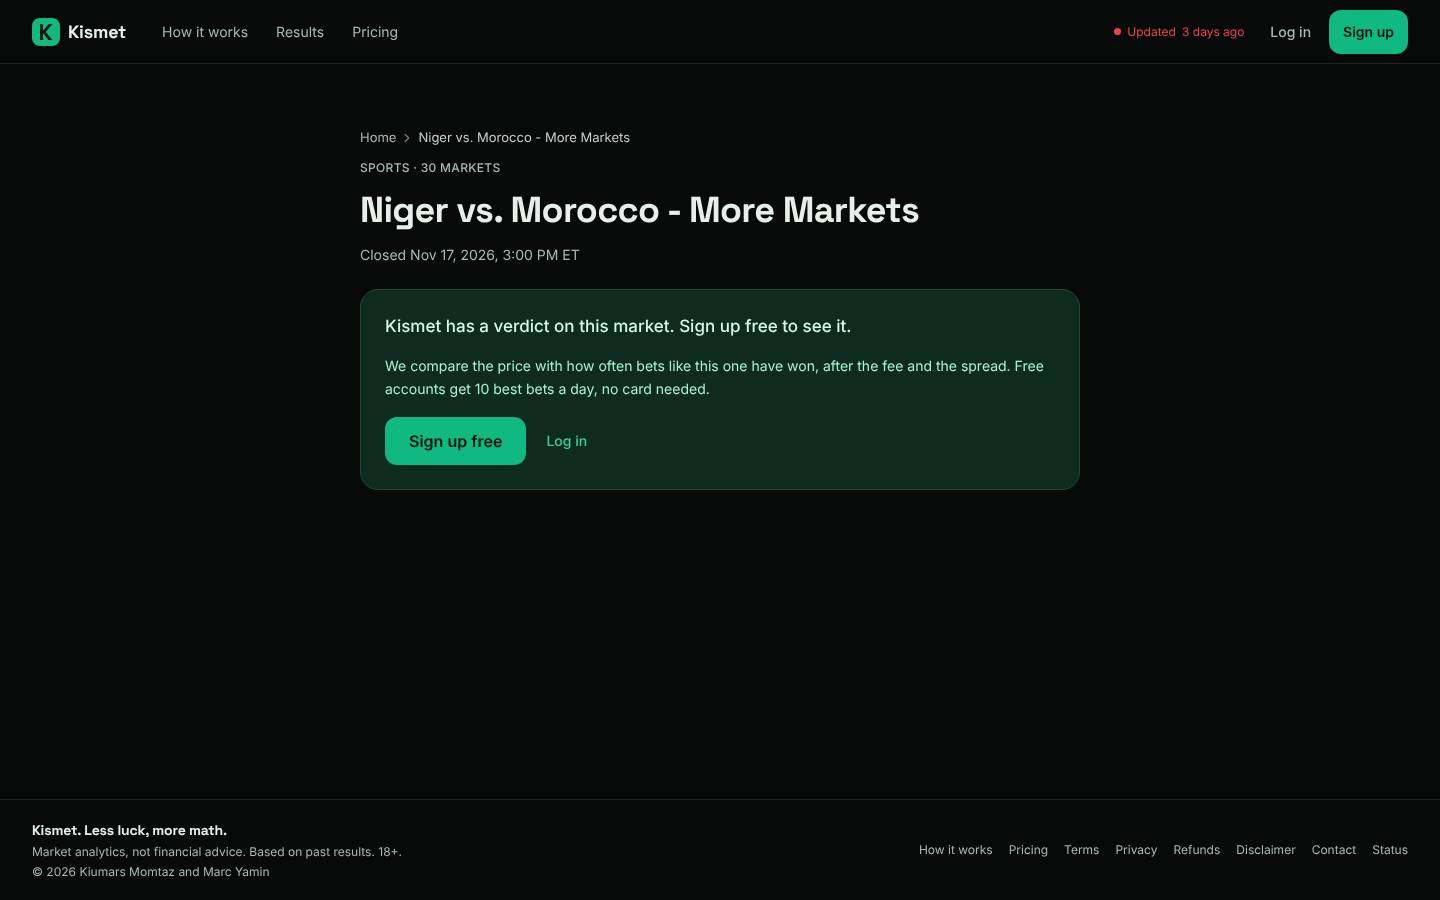 K Kismet How it works Results Pricing Updated 3 days ago Log in Sign up
Home > Niger vs. Morocco - More Markets
SPORTS · 30 MARKETS
Niger vs. Morocco - More Markets
Closed Nov 17, 2026, 3:00 PM ET
Kismet has a verdict on this market. Sign up free to see it.
We compare the price with how often bets like this one have won, after the fee and the spread. Free
accounts get 10 best bets a day, no card needed.
Sign up free Log in
Kismet. Less luck, more math.
Market analytics, not financial advice. Based on past results. 18+.
© 2026 Kiumars Momtaz and Marc Yamin
How it works Pricing Terms Privacy Refunds Disclaimer Contact Status